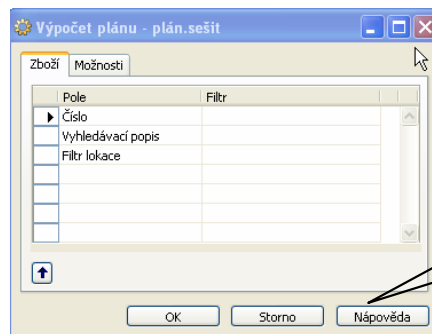 Výpočet plánu - plán.sešit
Zboží Možnosti
Pole Filtr
Číslo
Vyhledávací popis
Filtr lokace
OK Storno Nápověda